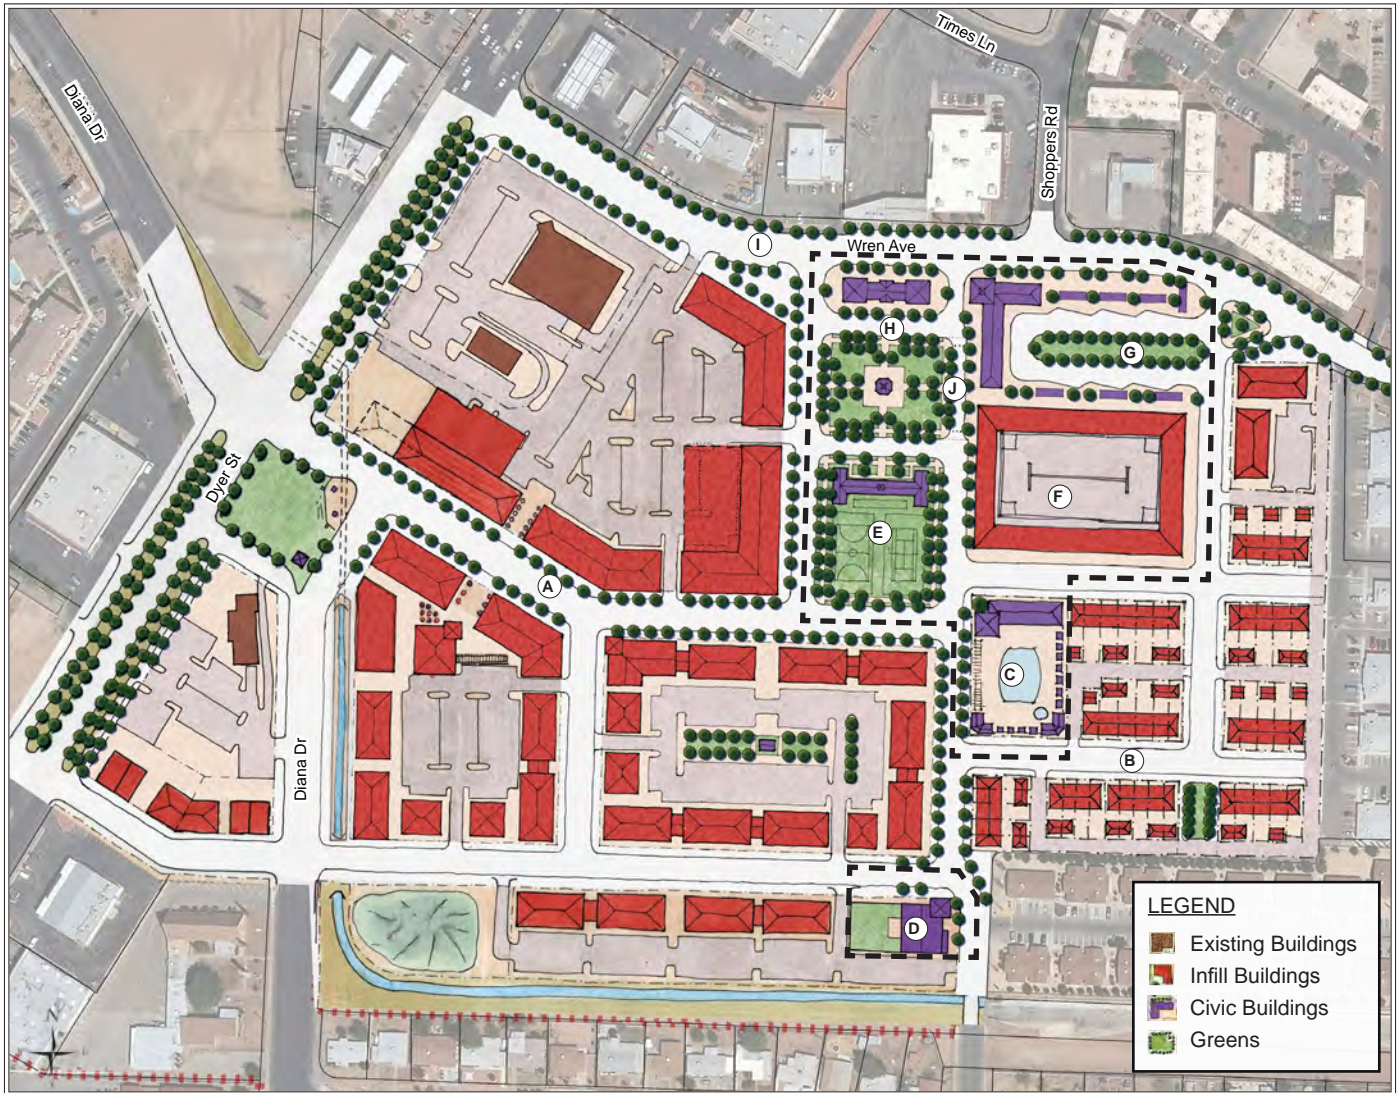 Times Ln
Diana Dr
Shoppers Rd
Wren Ave
I
H
G
J
Dyer St
F
E
A
C
B
Diana Dr
D
LEGEND
Existing Buildings
Infill Buildings
Civic Buildings
Greens
N